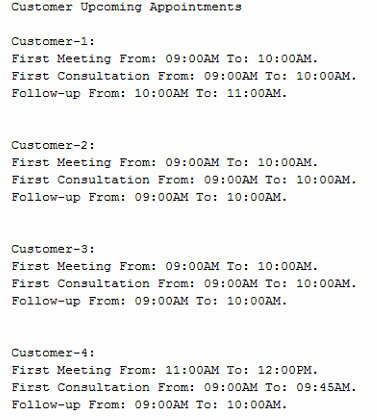 Customer Upcoming Appointments
Customer-1:
First Meeting From: 09:00AM To: 10:00AM.
First Consultation From: 09:00AM To: 10:00AM.
Follow-up From: 10:00AM To: 11:00AM.
Customer-2:
First Meeting From: 09:00AM To: 10:00AM.
First Consultation From: 09:00AM To: 10:00AM.
Follow-up From: 09:00AM To: 10:00AM.
Customer-3:
First Meeting From: 09:00AM To: 10:00AM.
First Consultation From: 09:00AM To: 10:00AM.
Follow-up From: 09:00AM To: 10:00AM.
Customer-4:
First Meeting From: 11:00AM To: 12:00PM.
First Consultation From: 09:00AM To: 09:45AM.
Follow-up From: 09:00AM To: 10:00AM.